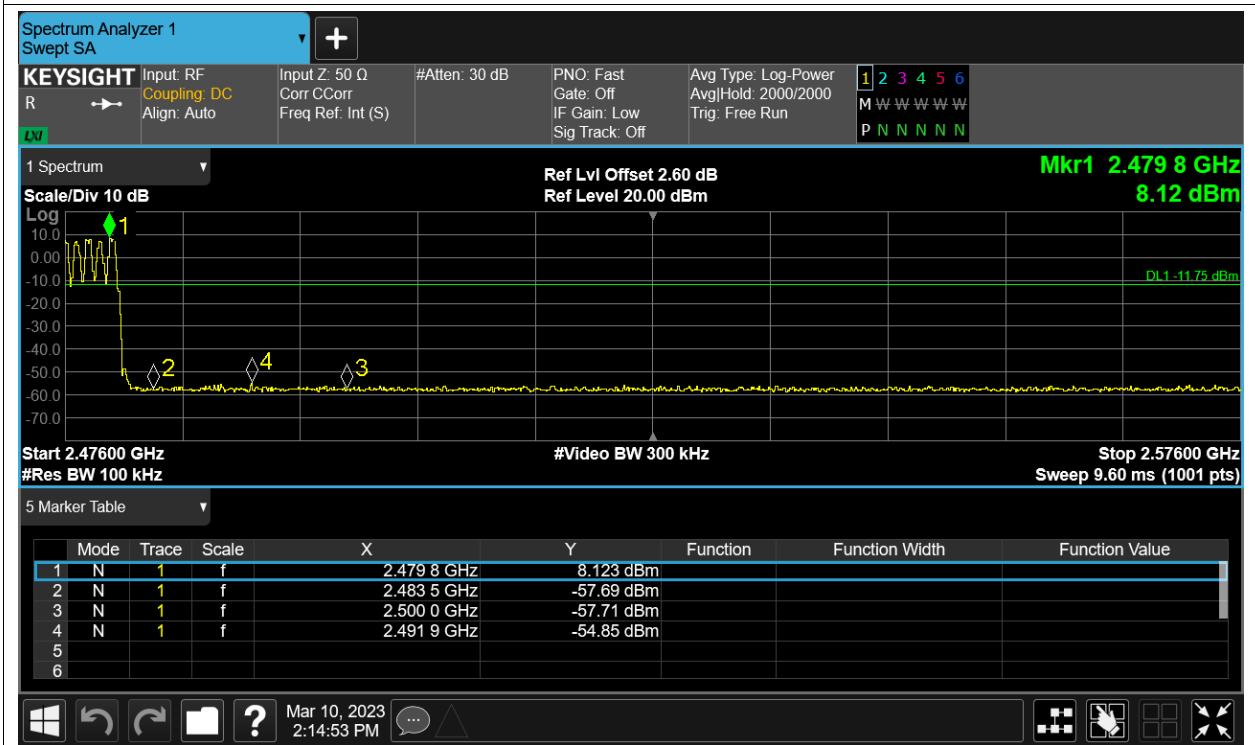 Spectrum Analyzer 1
Swept SA
+
KEYSIGHT Input: RF Input Z: 50 Ω #Atten: 30 dB PNO: Fast Avg Type: Log-Power 1 2 3 4 5 6
R Coupling: DC Corr CCorr Gate: Off Avg|Hold: 2000/2000 M W W W W W W
Align: Auto Freq Ref: Int (S) IF Gain: Low Trig: Free Run
LXI Sig Track: Off P N N N N N N
1 Spectrum Ref Lvl Offset 2.60 dB Mkr1 2.479 8 GHz
Scale/Div 10 dB Ref Level 20.00 dBm 8.12 dBm
Log
1
10.0
0.00
-10.0 DL1 -11.75 dBm
-20.0
-30.0
-40.0
2 4 3
-50.0
-60.0
-70.0
Start 2.47600 GHz #Video BW 300 kHz Stop 2.57600 GHz
#Res BW 100 kHz Sweep 9.60 ms (1001 pts)
5 Marker Table
Mode Trace Scale X Y Function Function Width Function Value
1 N 1 f 2.479 8 GHz 8.123 dBm
2 N 1 f 2.483 5 GHz -57.69 dBm
3 N 1 f 2.500 0 GHz -57.71 dBm
4 N 1 f 2.491 9 GHz -54.85 dBm
5
6
? Mar 10, 2023
2:14:53 PM